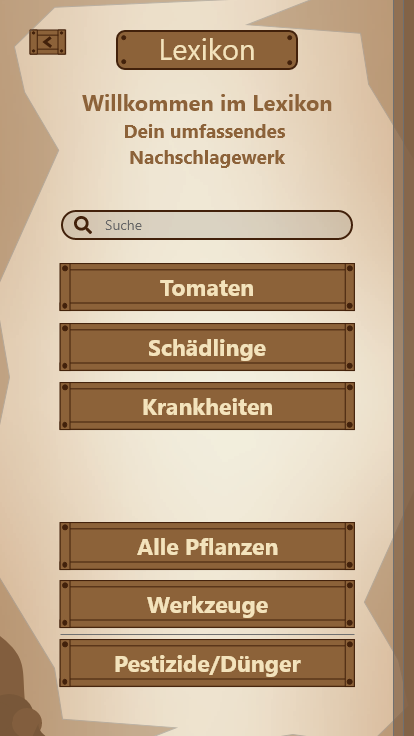 Lexikon
Willkommen im Lexikon
Dein umfassendes
Nachschlagewerk
Suche
Tomaten
Schädlinge
Krankheiten
Alle Pflanzen
Werkzeuge
Pestizide/Dünger